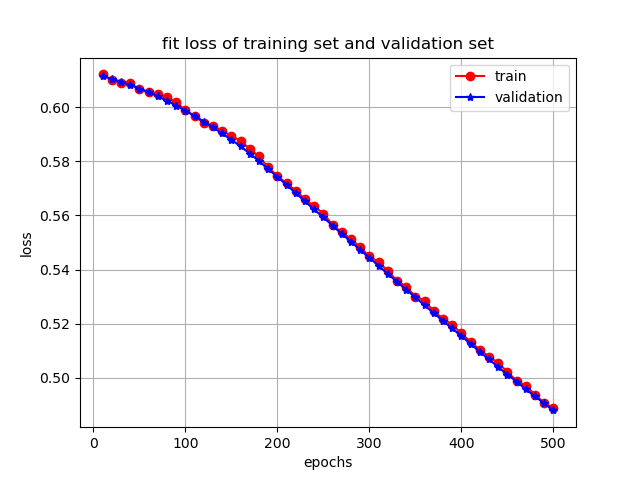 fit loss of training set and validation set
train
validation
0.60
0.58
0.56
0.54
0.52
0.50
loss
0 100 200 300 400 500
epochs